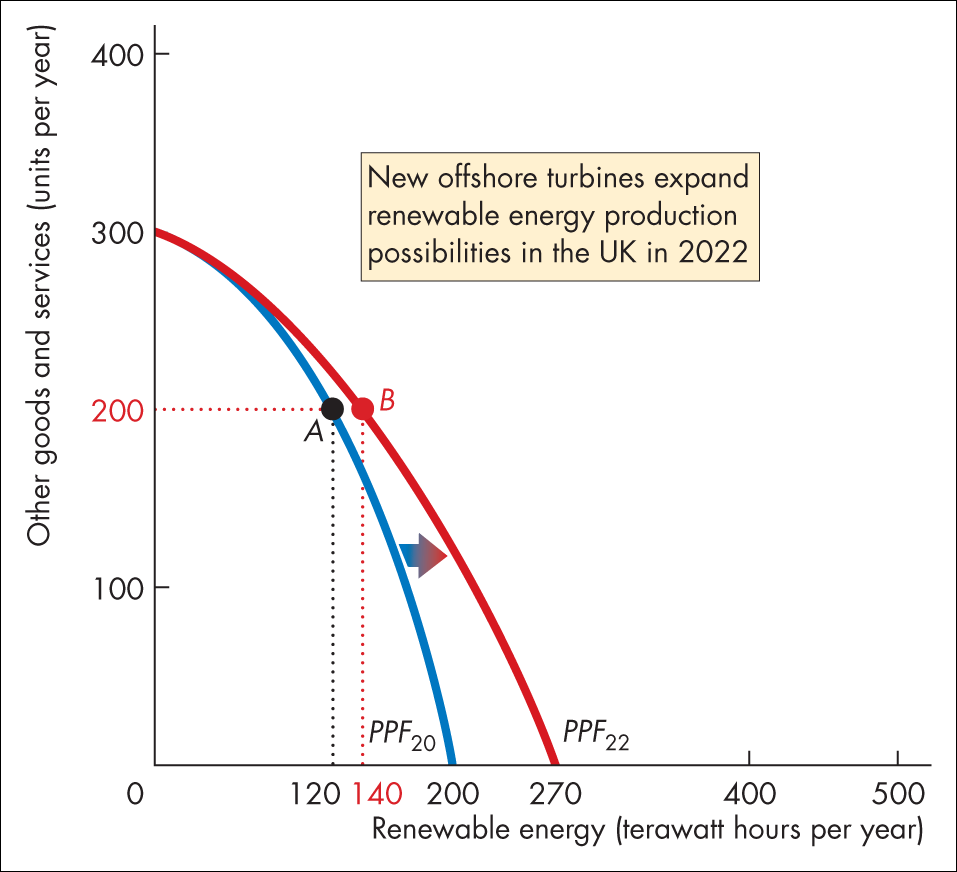 Other goods and services (units per year)
400
300
200
100
0
New offshore turbines expand
renewable energy production
possibilities in the UK in 2022
A
B
PPF20
PPF22
120 140 200 270 400 500
Renewable energy (terawatt hours per year)